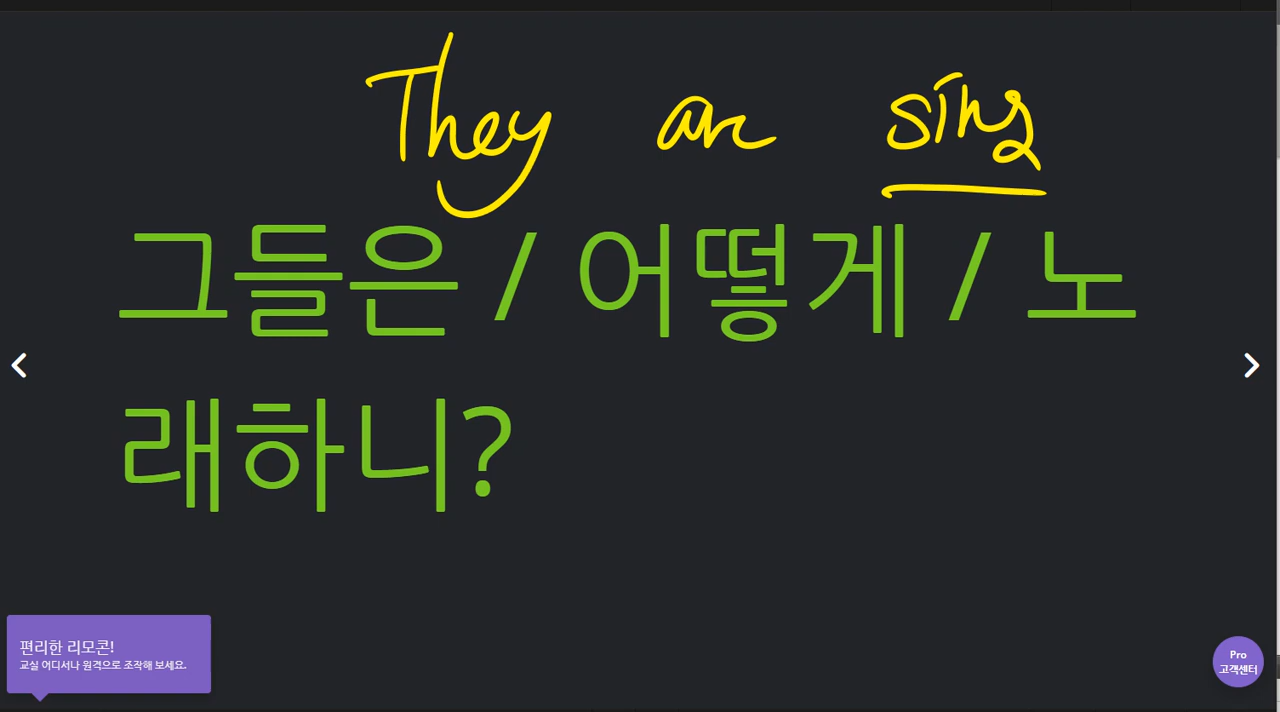 They are sing
그들은 / 어떻게 / 노
래하니?
편리한 리모콘!
교실 어디서나 원격으로 조작해 보세요.
Pro
고객센터